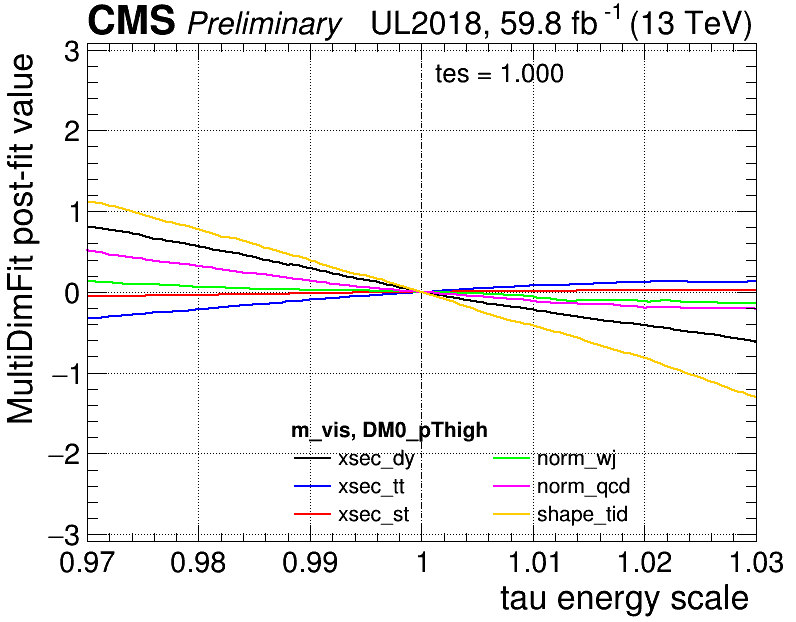 CMS Preliminary UL2018, 59.8 fb⁻¹ (13 TeV)
MultiDimFit post-fit value
3
2
1
0
−1
−2
−3
tes = 1.000
m_vis, DM0_pThigh
xsec_dy norm_wj
xsec_tt norm_qcd
xsec_st shape_tid
0.97 0.98 0.99 1 1.01 1.02 1.03
tau energy scale